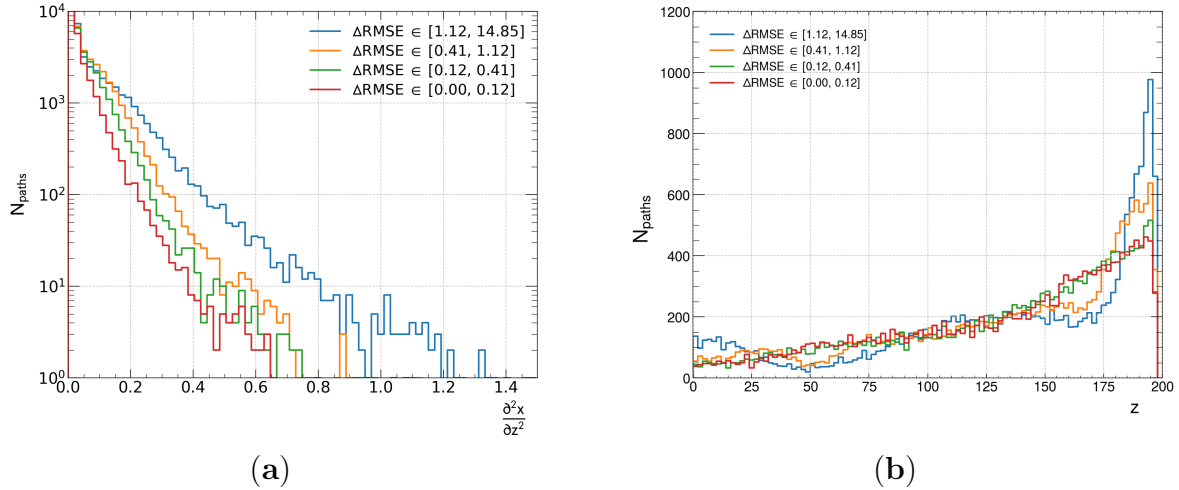 10⁴
10³
10²
10¹
10⁰
N_paths
ΔRMSE ∈ [1.12, 14.85]
ΔRMSE ∈ [0.41, 1.12]
ΔRMSE ∈ [0.12, 0.41]
ΔRMSE ∈ [0.00, 0.12]
0.0 0.2 0.4 0.6 0.8 1.0 1.2 1.4
∂²x
∂z²
(a)
1200
1000
800
600
400
200
0
N_paths
ΔRMSE ∈ [1.12, 14.85]
ΔRMSE ∈ [0.41, 1.12]
ΔRMSE ∈ [0.12, 0.41]
ΔRMSE ∈ [0.00, 0.12]
0 25 50 75 100 125 150 175 200
z
(b)